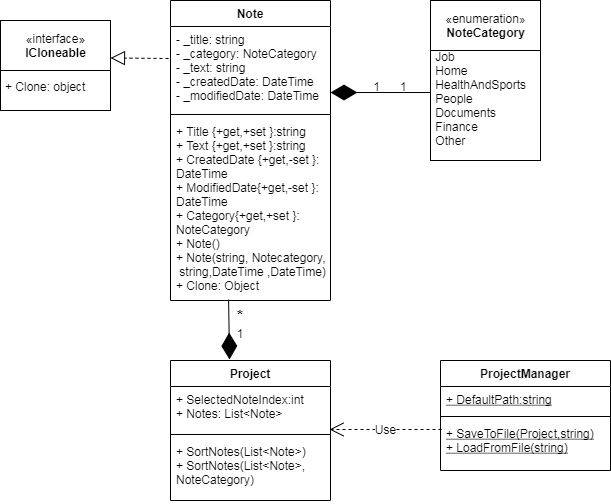 «interface»
ICloneable
+ Clone: object
Note
- _title: string
- _category: NoteCategory
- _text: string
- _createdDate: DateTime
- _modifiedDate: DateTime
+ Title {+get,+set }:string
+ Text {+get,+set }:string
+ CreatedDate {+get,-set }:
DateTime
+ ModifiedDate{+get,-set }:
DateTime
+ Category{+get,+set }:
NoteCategory
+ Note()
+ Note(string, Notecategory,
string,DateTime ,DateTime)
+ Clone: Object
1 1
«enumeration»
NoteCategory
Job
Home
HealthAndSports
People
Documents
Finance
Other
*
1
Project
+ SelectedNoteIndex:int
+ Notes: List<Note>
+ SortNotes(List<Note>)
+ SortNotes(List<Note>,
NoteCategory)
Use
ProjectManager
+ DefaultPath:string
+ SaveToFile(Project,string)
+ LoadFromFile(string)